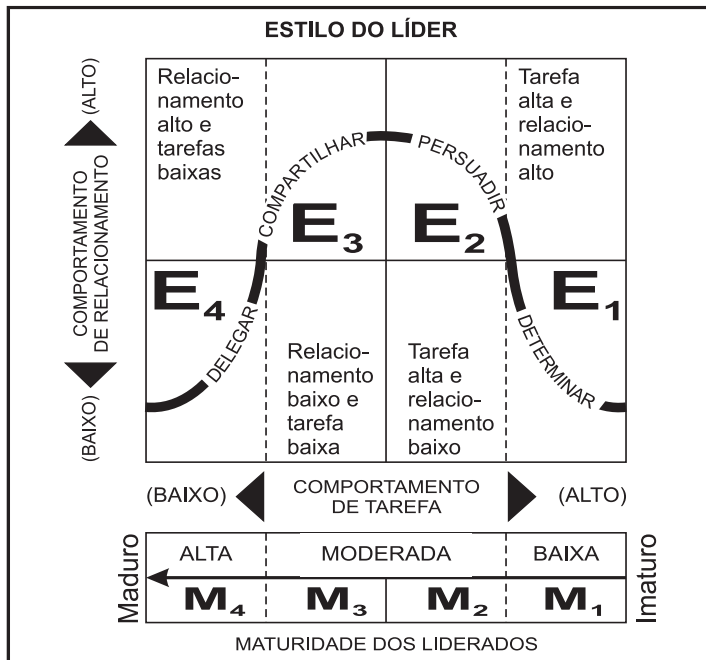 ESTILO DO LÍDER
(ALTO)
COMPORTAMENTO
DE RELACIONAMENTO
(BAIXO)
Relacio-
namento
alto e
tarefas
baixas
Tarefa
alta e
relacio-
namento
alto
COMPARTILHAR
PERSUADIR
E3
E2
E4
E1
DELEGAR
DETERMINAR
Relacio-
namento
baixo e
tarefa
baixa
Tarefa
alta e
relacio-
namento
baixo
(BAIXO)
COMPORTAMENTO
DE TAREFA
(ALTO)
Maduro
ALTA
MODERADA
BAIXA
Imaturo
M4
M3
M2
M1
MATURIDADE DOS LIDERADOS